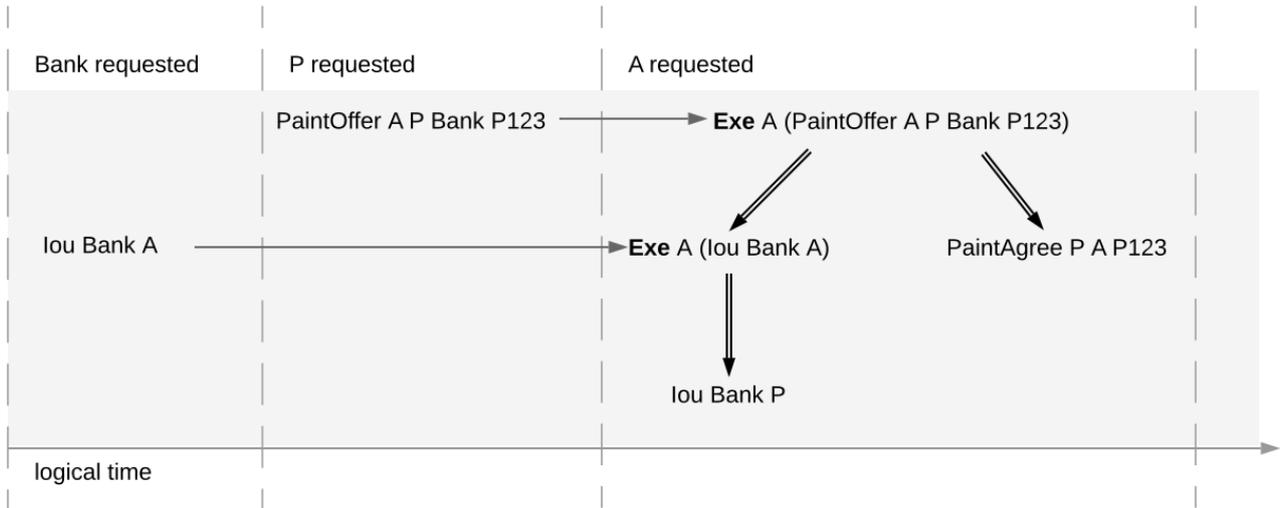 Bank requested
P requested
A requested
PaintOffer A P Bank P123
Exe A (PaintOffer A P Bank P123)
Iou Bank A
Exe A (Iou Bank A)
PaintAgree P A P123
Iou Bank P
logical time